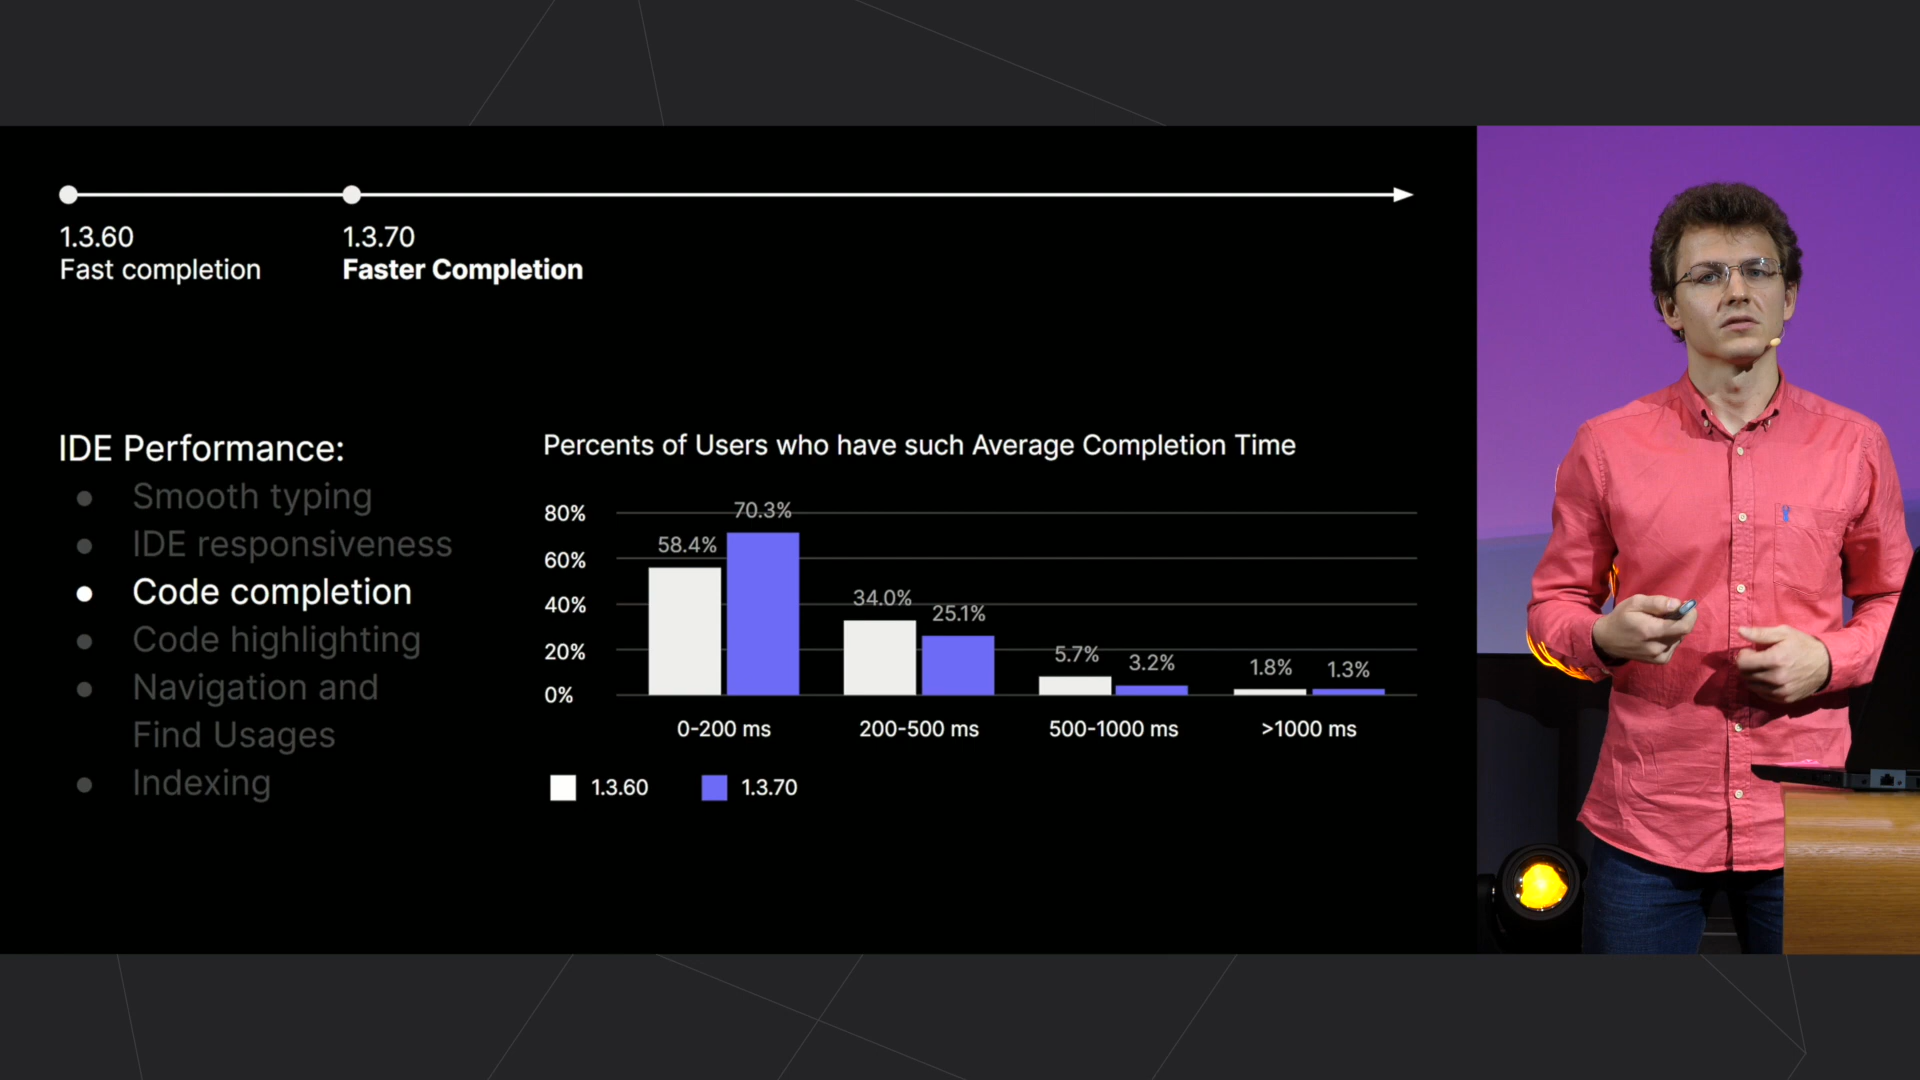 1.3.60
Fast completion
1.3.70
Faster Completion
IDE Performance:
Smooth typing
IDE responsiveness
Code completion
Code highlighting
Navigation and
Find Usages
Indexing
Percents of Users who have such Average Completion Time
80%
60%
40%
20%
0%
58.4%
70.3%
34.0%
25.1%
5.7%
3.2%
1.8%
1.3%
0-200 ms
200-500 ms
500-1000 ms
>1000 ms
1.3.60
1.3.70